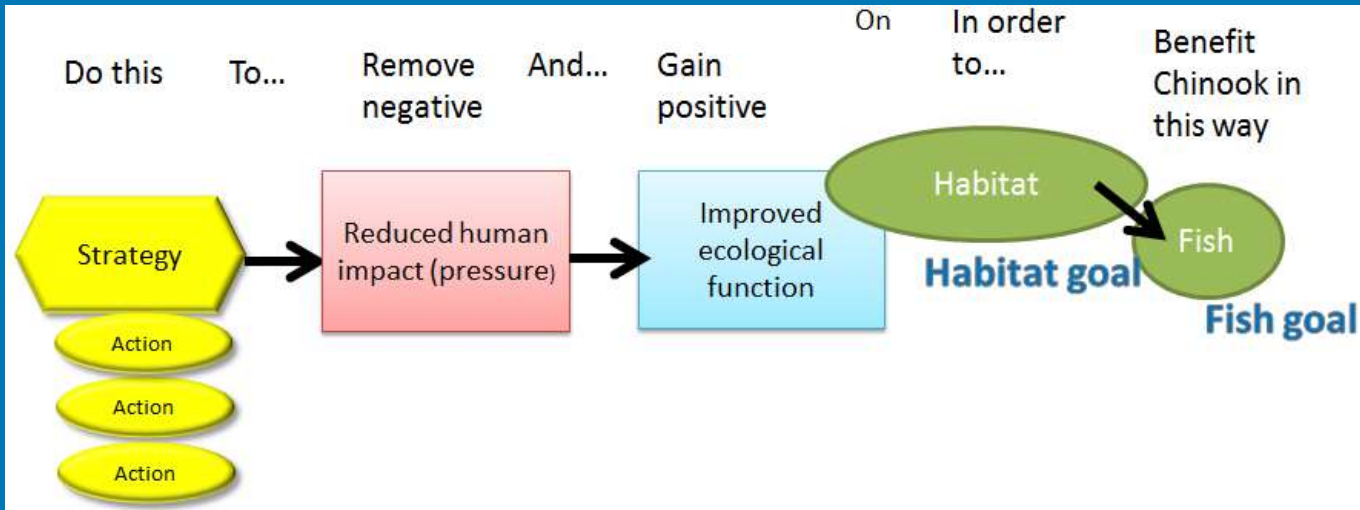 Do this
To...
Remove
negative
And...
Gain
positive
On
In order
to...
Benefit
Chinook in
this way
Strategy
Action
Action
Action
Reduced human
impact (pressure)
Improved
ecological
function
Habitat
Habitat goal
Fish
Fish goal